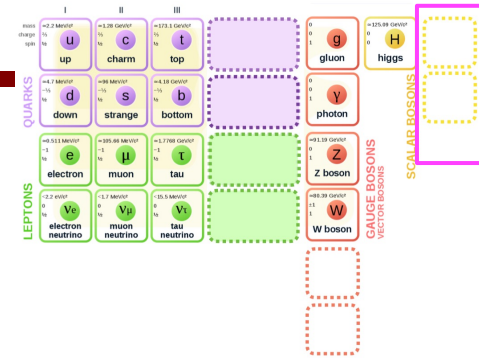 I II III
mass ≈2.2 MeV/c² ≈1.28 GeV/c² ≈173.1 GeV/c² 0 ≈125.09 GeV/c²
charge ⅔ ⅔ ⅔ 0 0
spin ½ ½ ½ 1 0
u c t g H
up charm top gluon higgs
QUARKS
≈4.7 MeV/c² ≈96 MeV/c² ≈4.18 GeV/c² 0
−⅓ −⅓ −⅓ 0
½ ½ ½ 1
d s b γ
down strange bottom photon
SCALAR BOSONS
≈0.511 MeV/c² ≈105.66 MeV/c² ≈1.7768 GeV/c² ≈91.19 GeV/c²
−1 −1 −1 0
½ ½ ½ 1
e μ τ Z
electron muon tau Z boson
LEPTONS
<2.2 eV/c² <1.7 MeV/c² <15.5 MeV/c² ≈80.39 GeV/c²
0 0 0 ±1
½ ½ ½ 1
νe νμ ντ W
electron neutrino muon neutrino tau neutrino W boson
GAUGE BOSONS
VECTOR BOSONS